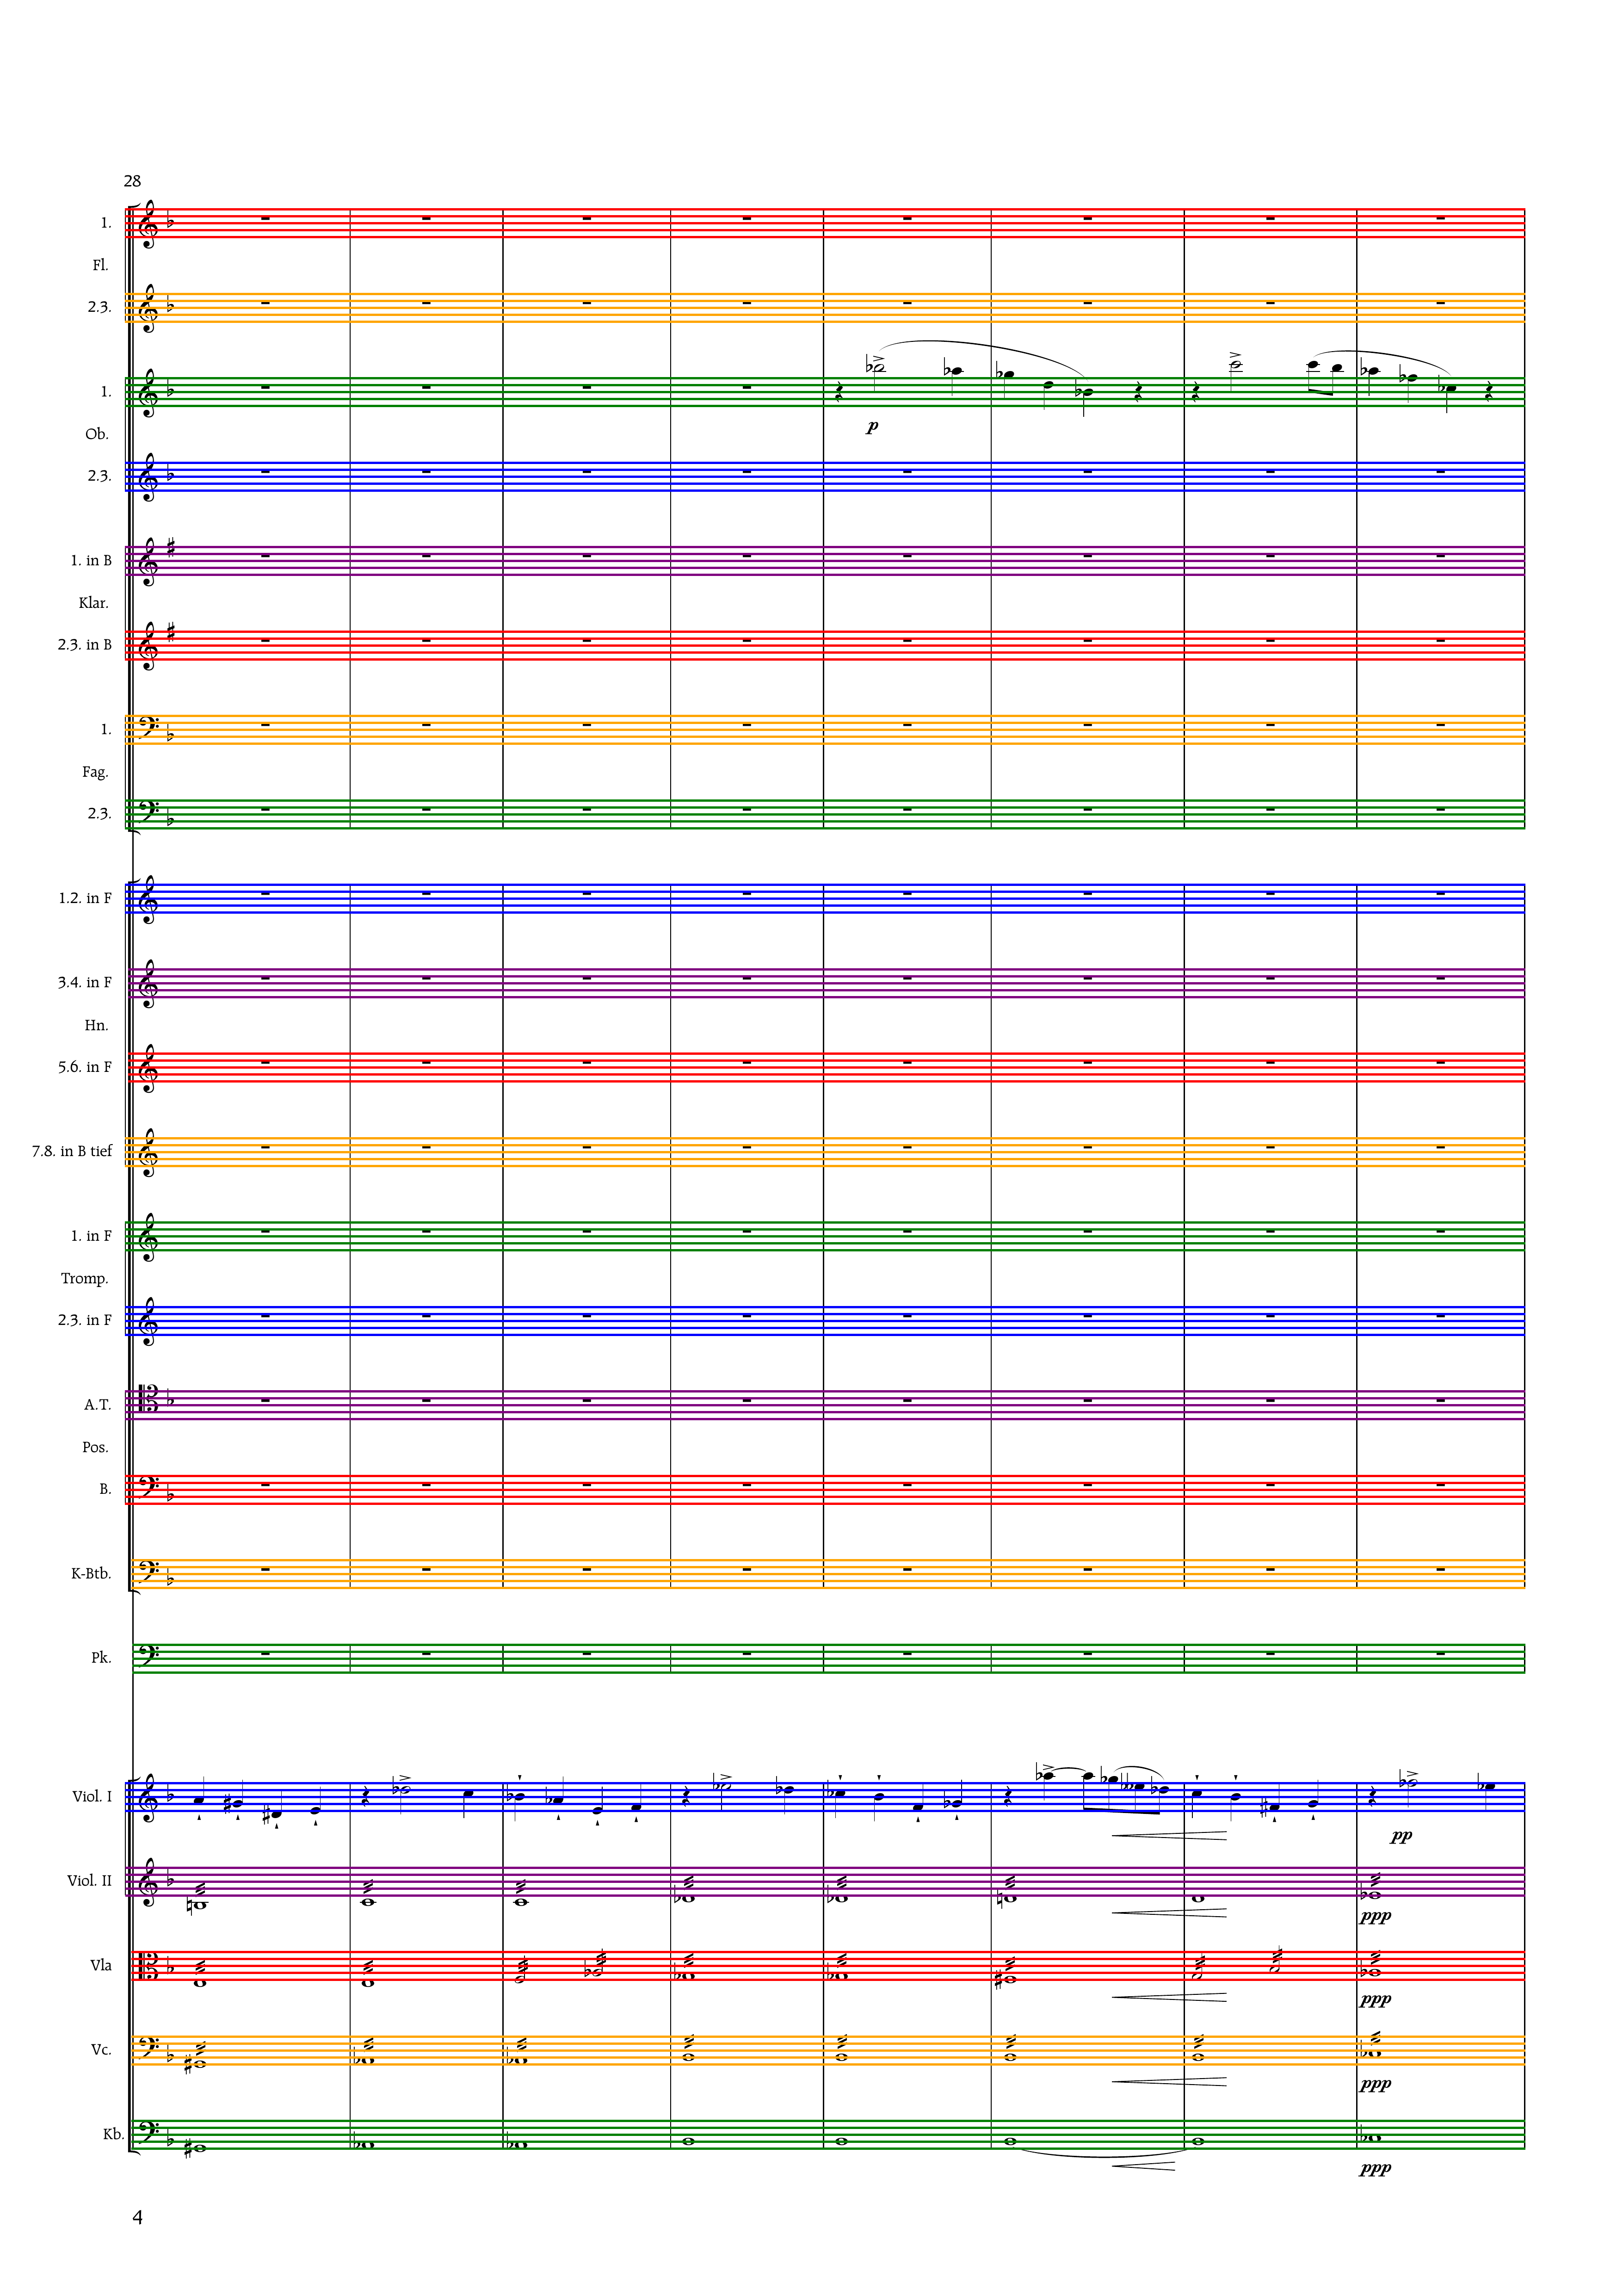 28
1.
Fl.
2.3.
1.
p
Ob.
2.3.
1. in B
Klar.
2.3. in B
1.
Fag.
2.3.
1.2. in F
3.4. in F
Hn.
5.6. in F
7.8. in B tief
1. in F
Tromp.
2.3. in F
A.T.
Pos.
B.
K-Btb.
Pk.
Viol. I
pp
Viol. II
ppp
Vla
ppp
Vc.
ppp
Kb.
ppp
4